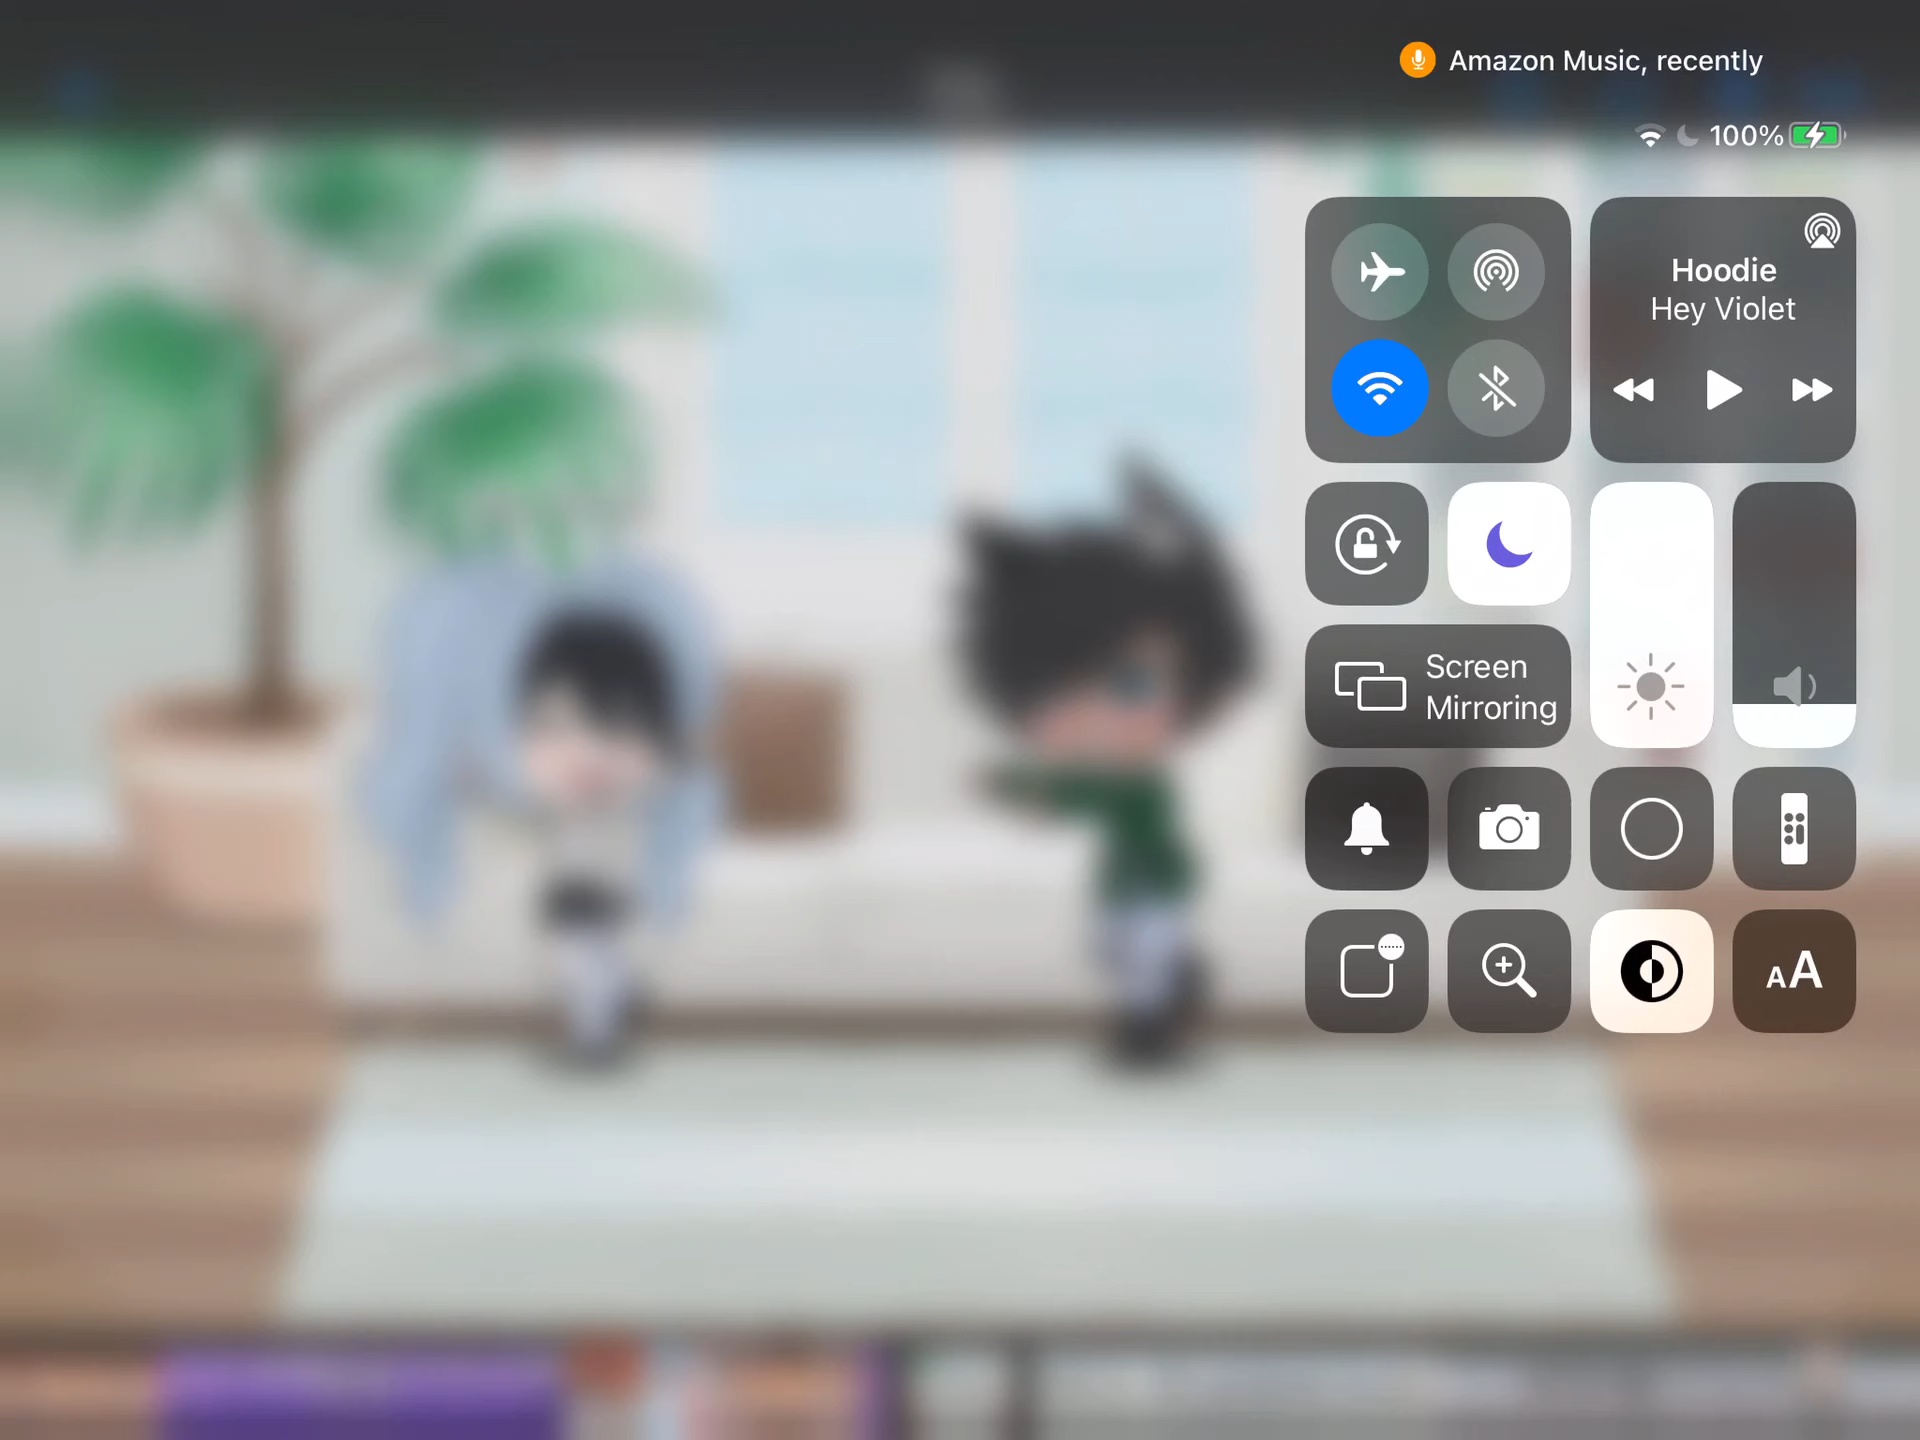 Amazon Music, recently
100%
Hoodie
Hey Violet
Screen
Mirroring
AA